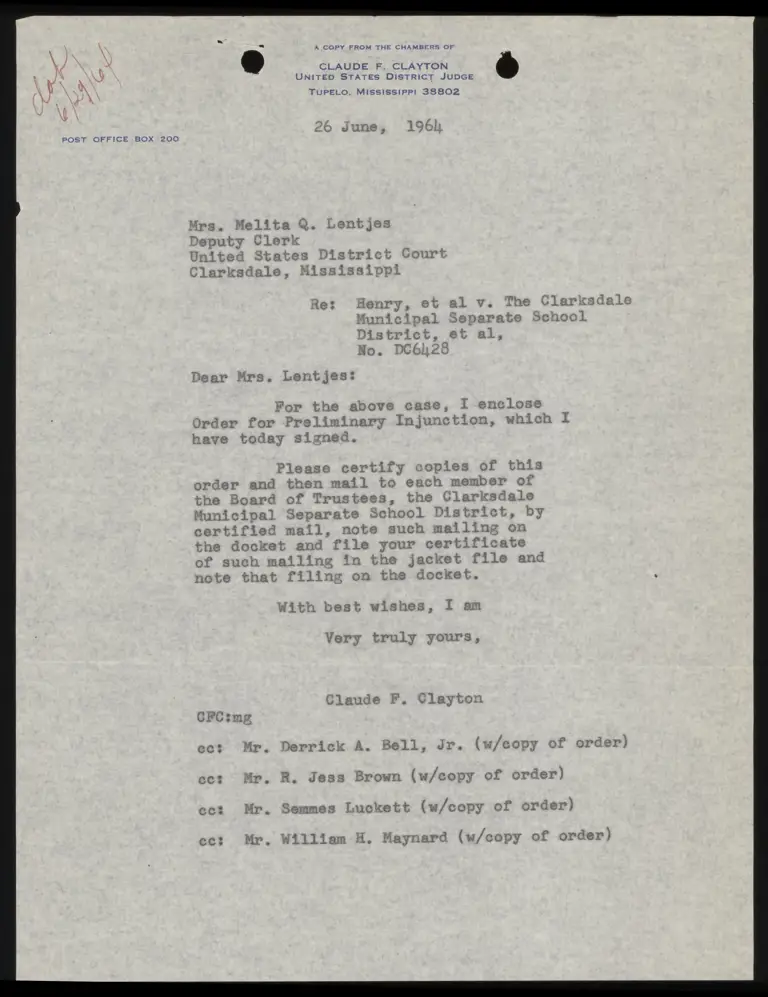 dab
6/29/64
A COPY FROM THE CHAMBERS OF
CLAUDE F. CLAYTON
UNITED STATES DISTRICT JUDGE
TUPELO, MISSISSIPPI 38802
26 June, 1964
POST OFFICE BOX 200
Mrs. Melita Q. Lentjes
Deputy Clerk
United States District Court
Clarksdale, Mississippi
Re: Henry, et al v. The Clarksdale
Municipal Separate School
District, et al,
No. DC6428
Dear Mrs. Lentjes:
For the above case, I enclose
Order for Preliminary Injunction, which I
have today signed.
Please certify copies of this
order and then mail to each member of
the Board of Trustees, the Clarksdale
Municipal Separate School District, by
certified mail, note such mailing on
the docket and file your certificate
of such mailing in the jacket file and
note that filing on the docket.
With best wishes, I am
Very truly yours,
Claude F. Clayton
CFC:mg
cc: Mr. Derrick A. Bell, Jr. (w/copy of order)
cc: Mr. R. Jess Brown (w/copy of order)
cc: Mr. Semmes Luckett (w/copy of order)
cc: Mr. William H. Maynard (w/copy of order)